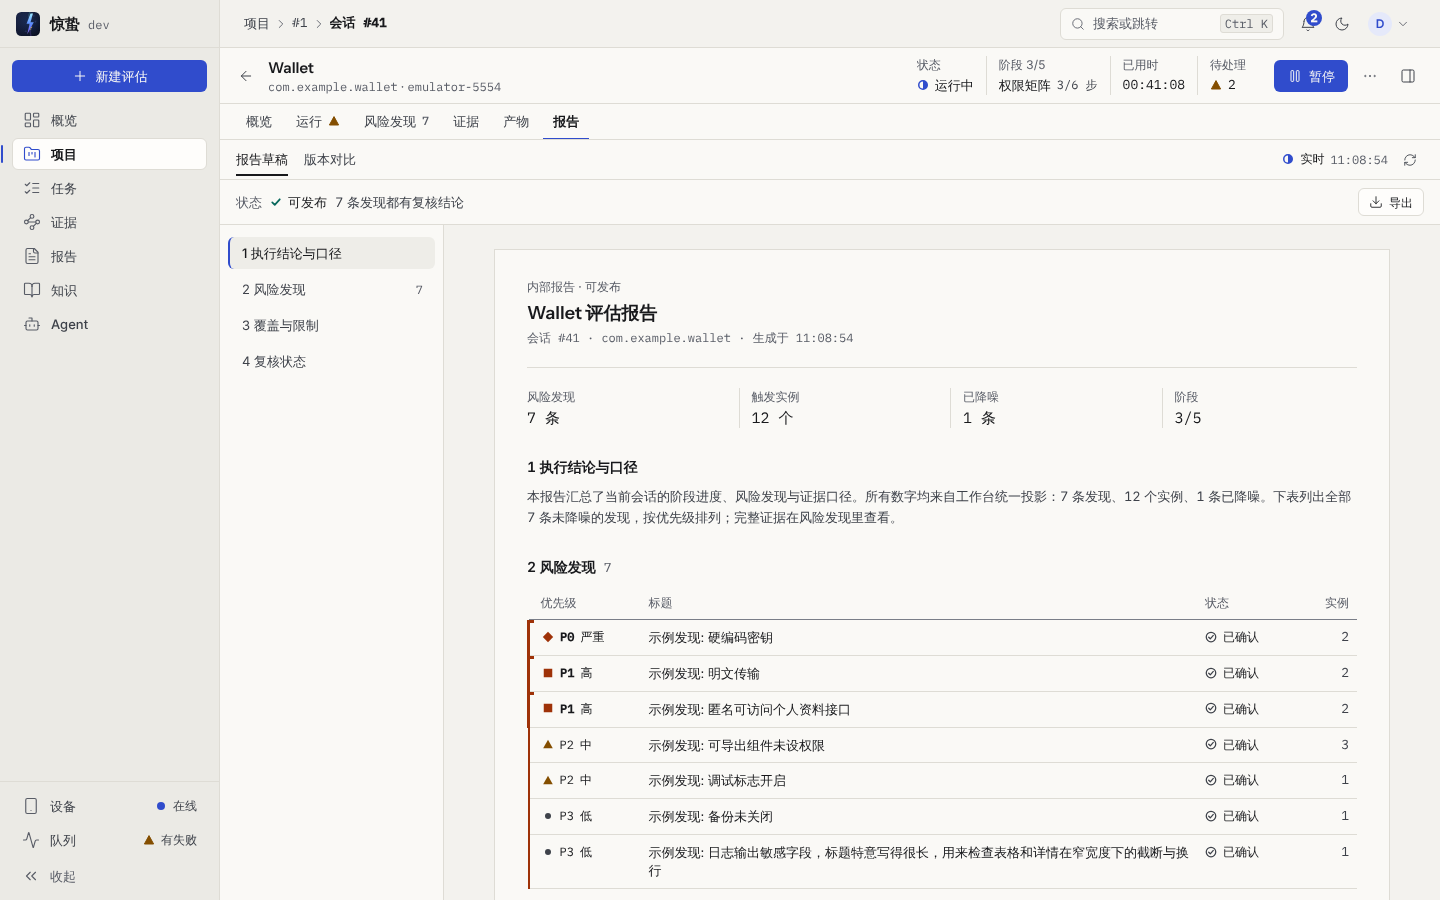 惊蛰 dev
项目 > #1 > 会话 #41
搜索或跳转 Ctrl K
2
D
新建评估
概览
项目
任务
证据
报告
知识
Agent
设备 在线
队列 有失败
收起
Wallet
com.example.wallet · emulator-5554
状态
运行中
阶段 3/5
权限矩阵 3/6 步
已用时
00:41:08
待处理
2
暂停
概览 运行 风险发现 7 证据 产物 报告
报告草稿 版本对比
实时 11:08:54
状态 可发布 7 条发现都有复核结论
导出
1 执行结论与口径
2 风险发现 7
3 覆盖与限制
4 复核状态
内部报告 · 可发布
Wallet 评估报告
会话 #41 · com.example.wallet · 生成于 11:08:54
风险发现 触发实例 已降噪 阶段
7 条 12 个 1 条 3/5
1 执行结论与口径
本报告汇总了当前会话的阶段进度、风险发现与证据口径。所有数字均来自工作台统一投影：7 条发现、12 个实例、1 条已降噪。下表列出全部
7 条未降噪的发现，按优先级排列；完整证据在风险发现里查看。
2 风险发现 7
优先级 标题 状态 实例
P0 严重 示例发现: 硬编码密钥 已确认 2
P1 高 示例发现: 明文传输 已确认 2
P1 高 示例发现: 匿名可访问个人资料接口 已确认 2
P2 中 示例发现: 可导出组件未设权限 已确认 3
P2 中 示例发现: 调试标志开启 已确认 1
P3 低 示例发现: 备份未关闭 已确认 1
P3 低 示例发现: 日志输出敏感字段，标题特意写得很长，用来检查表格和详情在窄宽度下的截断与换 已确认 1
行